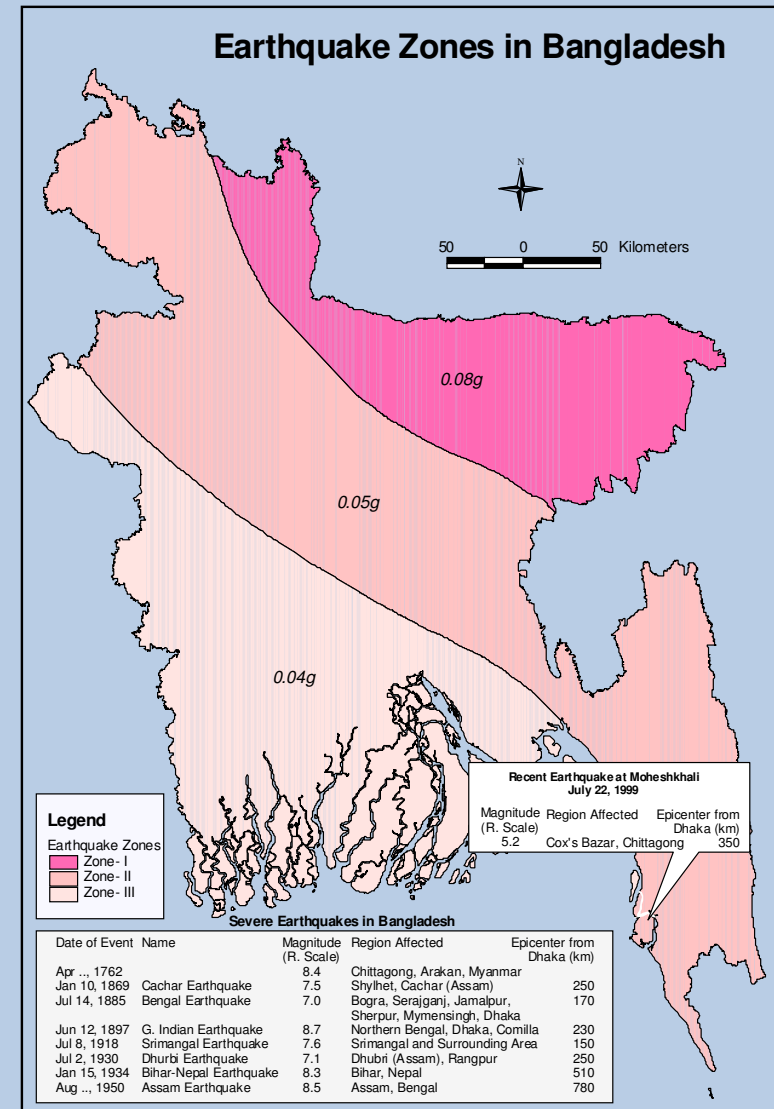 Earthquake Zones in Bangladesh
N
50 0 50 Kilometers
0.08g
0.05g
0.04g
Recent Earthquake at Moheshkhali
July 22, 1999
Magnitude Region Affected Epicenter from
(R. Scale) Dhaka (km)
5.2 Cox's Bazar, Chittagong 350
Legend
Earthquake Zones
Zone- I
Zone- II
Zone- III
Severe Earthquakes in Bangladesh
Date of Event Name Magnitude Region Affected Epicenter from
(R. Scale) Dhaka (km)
Apr .., 1762 8.4 Chittagong, Arakan, Myanmar
Jan 10, 1869 Cachar Earthquake 7.5 Shylhet, Cachar (Assam) 250
Jul 14, 1885 Bengal Earthquake 7.0 Bogra, Serajganj, Jamalpur, 170
Sherpur, Mymensingh, Dhaka
Jun 12, 1897 G. Indian Earthquake 8.7 Northern Bengal, Dhaka, Comilla 230
Jul 8, 1918 Srimangal Earthquake 7.6 Srimangal and Surrounding Area 150
Jul 2, 1930 Dhurbi Earthquake 7.1 Dhubri (Assam), Rangpur 250
Jan 15, 1934 Bihar-Nepal Earthquake 8.3 Bihar, Nepal 510
Aug .., 1950 Assam Earthquake 8.5 Assam, Bengal 780